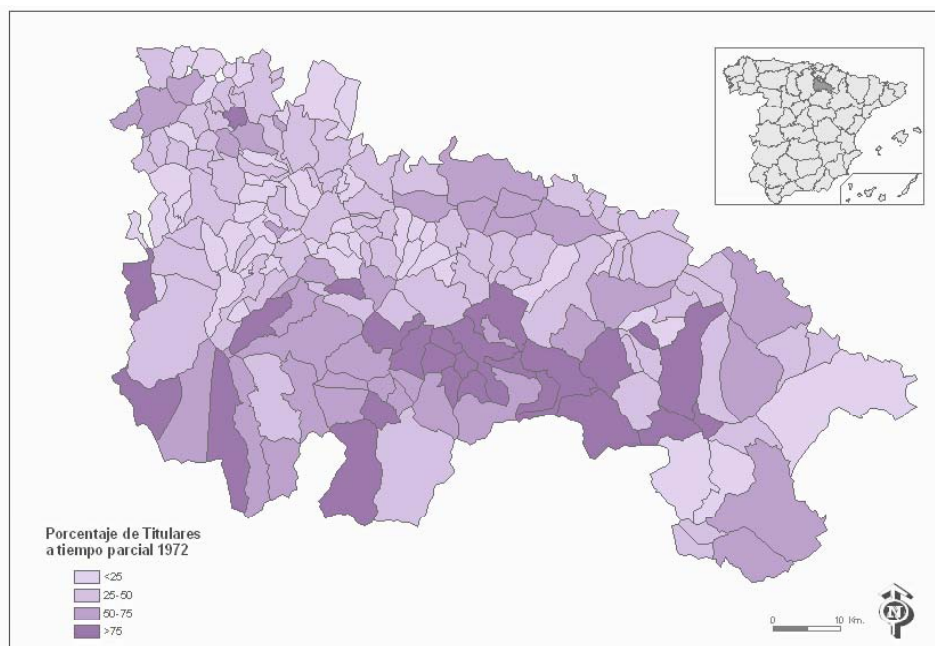 Porcentaje de Titulares
a tiempo parcial 1972
<25
25-50
50-75
>75
0 10 Km.
N